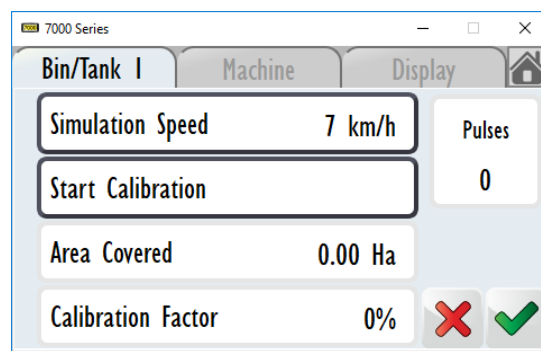 7000 Series
Bin/Tank 1 Machine Display
Simulation Speed 7 km/h
Pulses
0
Start Calibration
Area Covered 0.00 Ha
Calibration Factor 0%